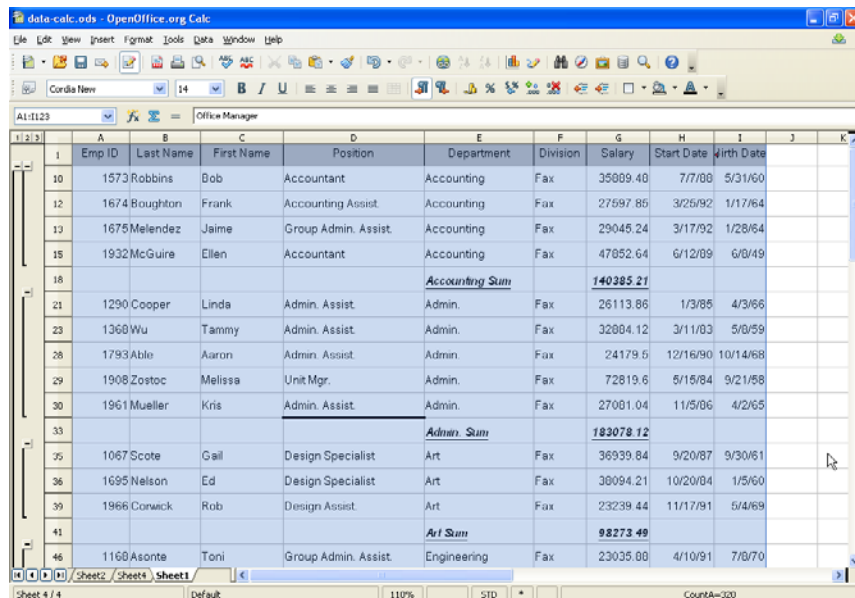 data-calc.ods - OpenOffice.org Calc
File Edit View Insert Format Tools Data Window Help
Cordia New 14 B I U
A1:I123 Office Manager
1 2 3 A B C D E F G H I J K
1 Emp ID Last Name First Name Position Department Division Salary Start Date Birth Date
10 1573 Robbins Bob Accountant Accounting Fax 35889.48 7/7/88 5/31/60
12 1674 Boughton Frank Accounting Assist. Accounting Fax 27597.85 3/25/92 1/17/64
13 1675 Melendez Jaime Group Admin. Assist. Accounting Fax 29045.24 3/17/92 1/28/64
15 1932 McGuire Ellen Accountant Accounting Fax 47852.64 6/12/89 6/8/49
18 Accounting Sum 140385.21
21 1290 Cooper Linda Admin. Assist. Admin. Fax 26113.86 1/3/85 4/3/66
23 1368 Wu Tammy Admin. Assist. Admin. Fax 32884.12 3/11/83 5/8/59
28 1793 Able Aaron Admin. Assist. Admin. Fax 24179.5 12/16/90 10/14/68
29 1908 Zostoc Melissa Unit Mgr. Admin. Fax 72819.6 5/15/84 9/21/58
30 1961 Mueller Kris Admin. Assist. Admin. Fax 27081.04 11/5/86 4/2/65
33 Admin. Sum 183078.12
35 1067 Scote Gail Design Specialist Art Fax 36939.84 9/20/87 9/30/61
36 1695 Nelson Ed Design Specialist Art Fax 38094.21 10/20/84 1/5/60
39 1966 Corwick Rob Design Assist. Art Fax 23239.44 11/17/91 5/4/69
41 Art Sum 98273.49
46 1168 Asonte Toni Group Admin. Assist. Engineering Fax 23035.88 4/10/91 7/8/70
Sheet2 Sheet4 Sheet1
Sheet 4 / 4 Default 110% STD * CountA=320